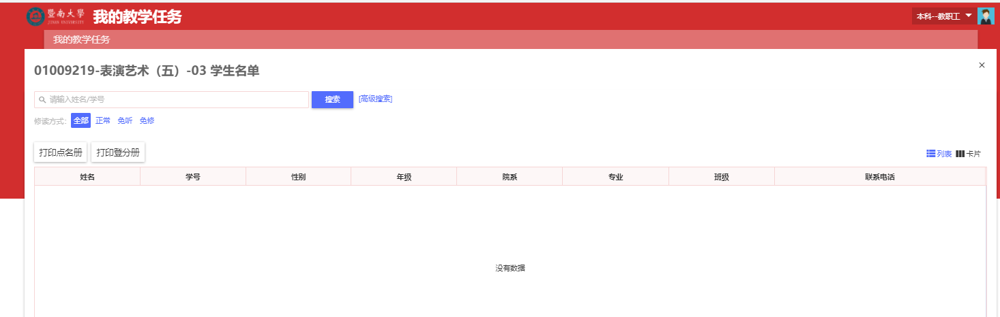 暨南大學 我的教学任务 本科--教职工
JINAN UNIVERSITY
我的教学任务
01009219-表演艺术（五）-03 学生名单
请输入姓名/学号 搜索 [高级搜索]
修读方式: 全部 正常 免听 免修
打印点名册 打印登分册 列表 卡片
姓名 学号 性别 年级 院系 专业 班级 联系电话
没有数据